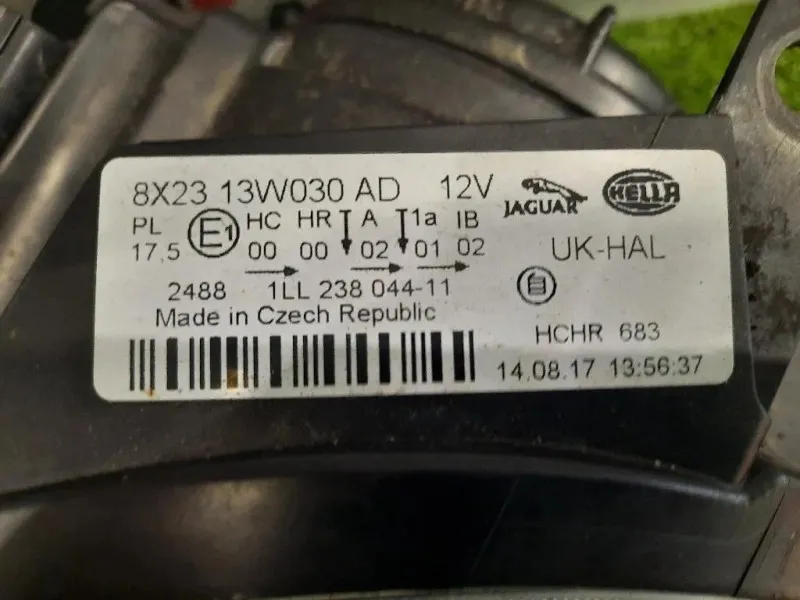 8X23 13W030 AD 12V JAGUAR HELLA
PL E1 HC HR A 1a IB
17,5 00 00 02 01 02 UK-HAL
2488 1LL 238 044-11 自
Made in Czech Republic HCHR 683
14.08.17 13:56:37